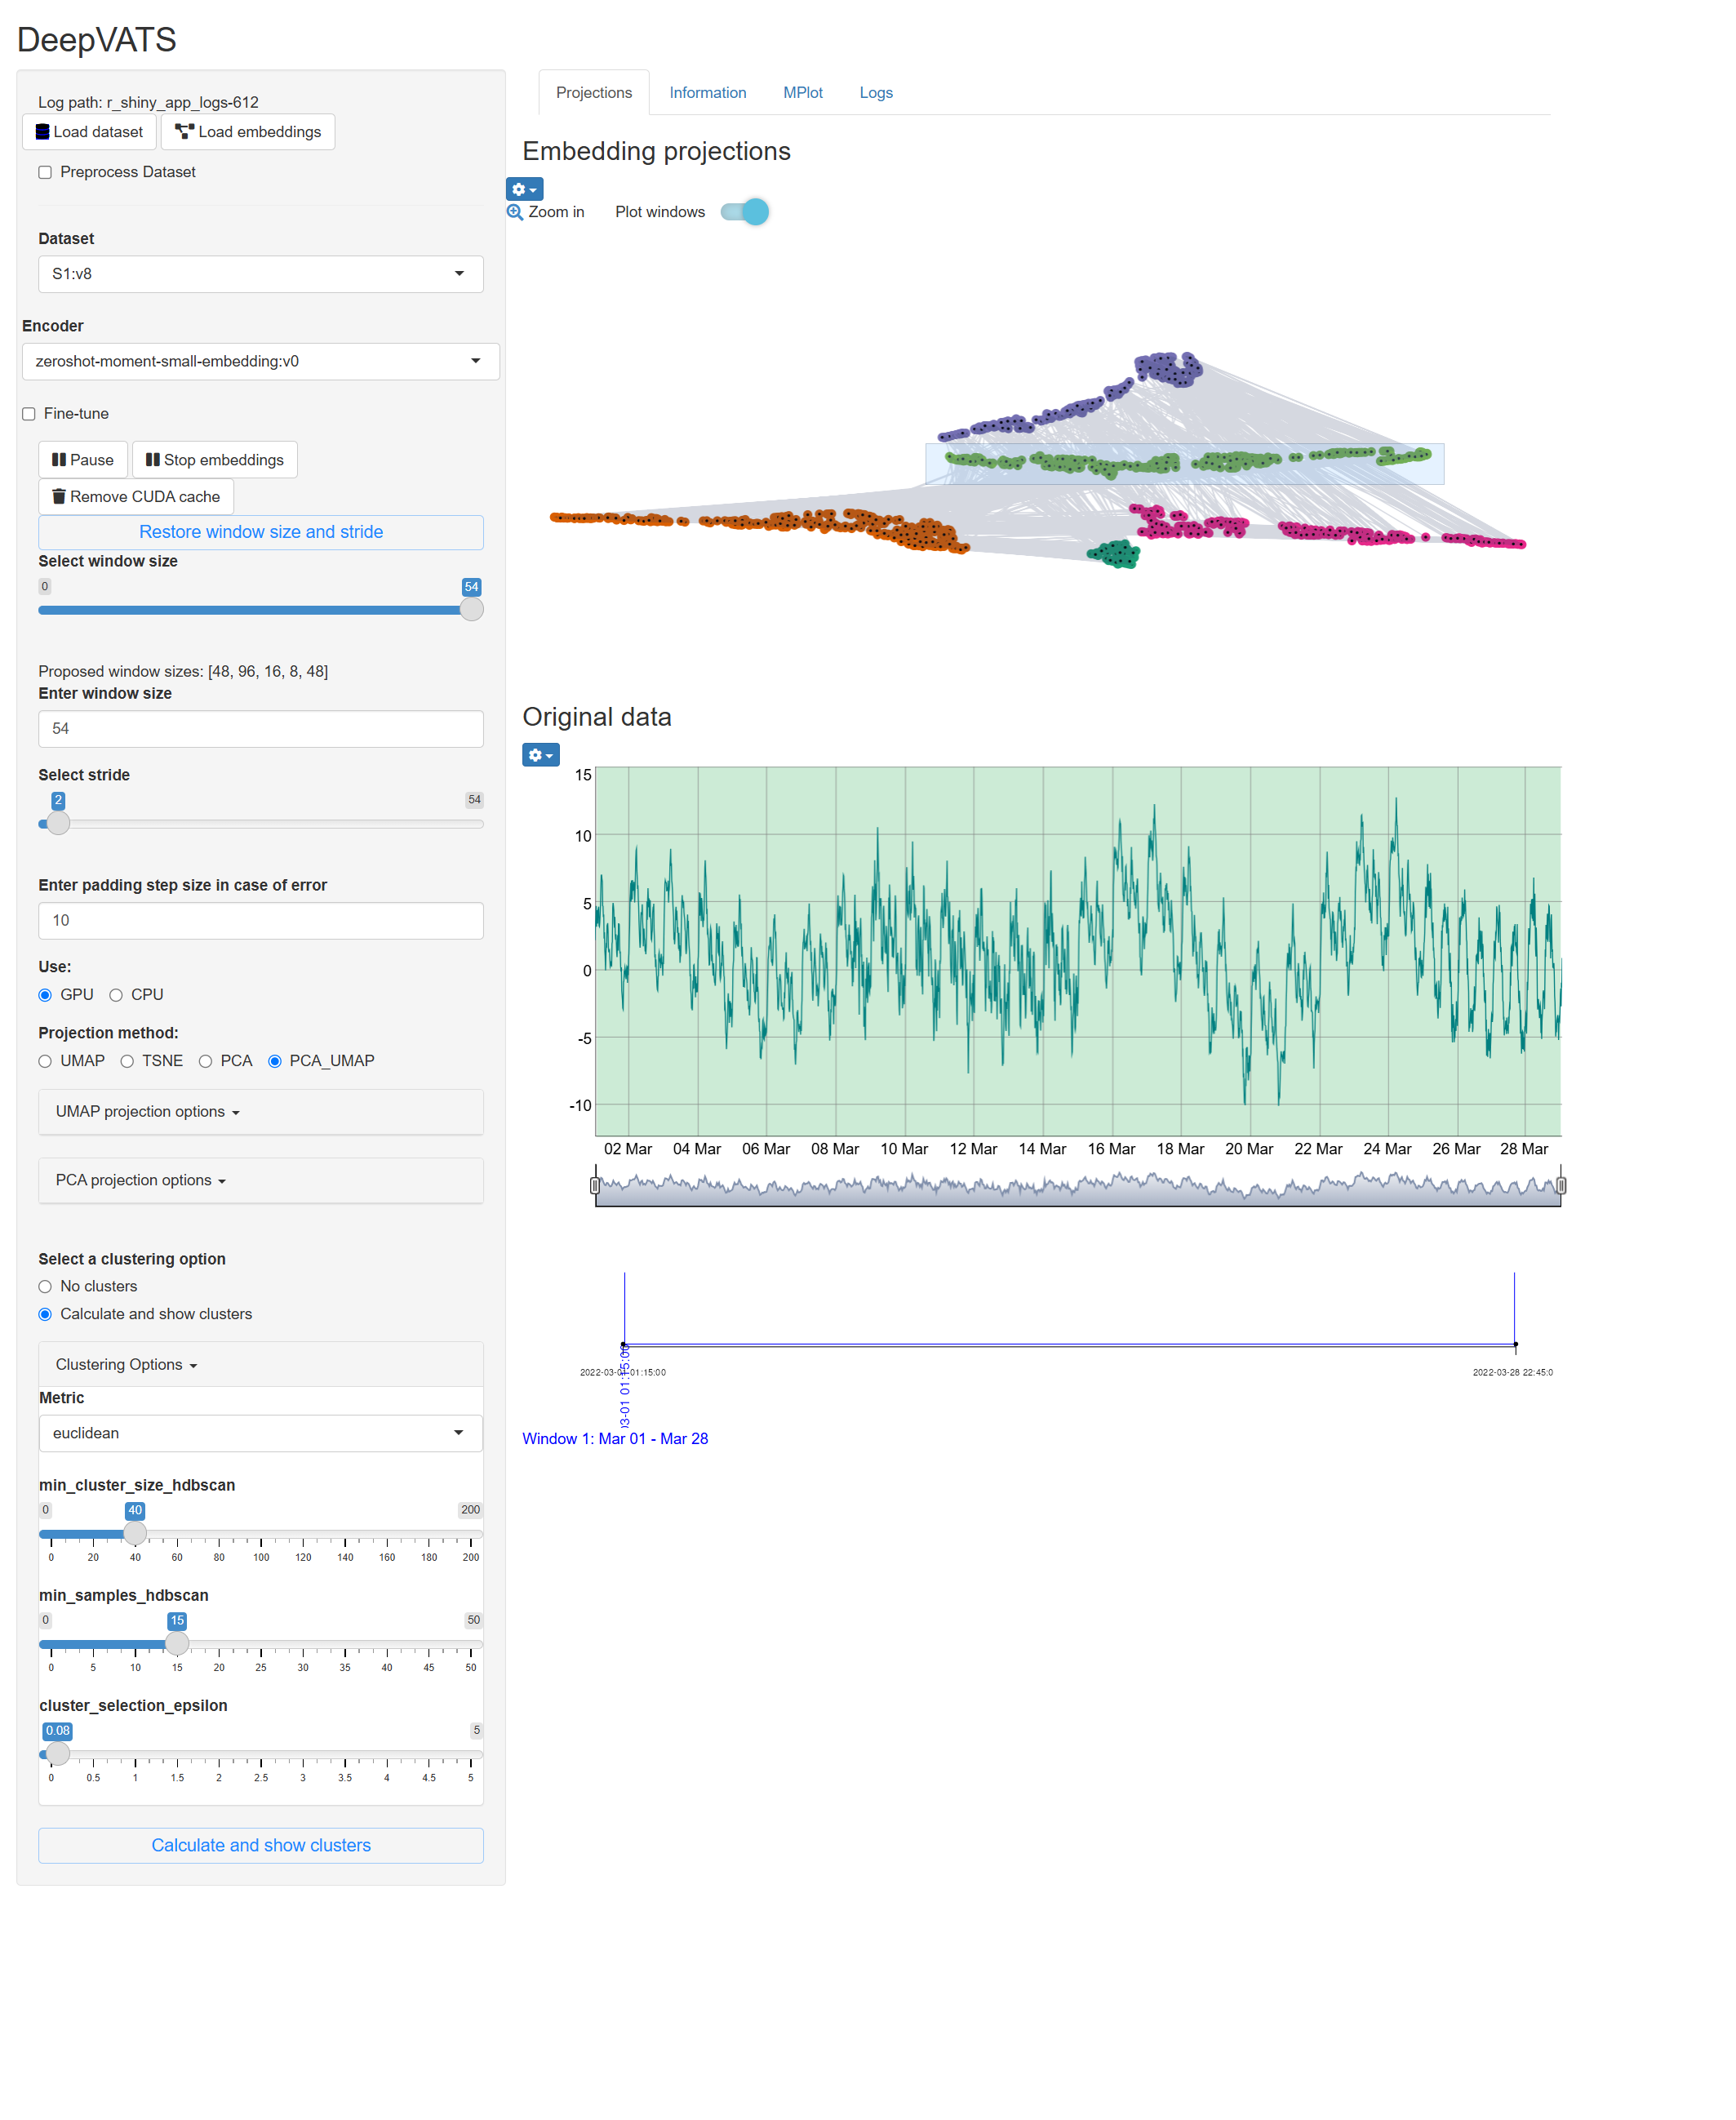 DeepVATS
Log path: r_shiny_app_logs-612
Load dataset
Load embeddings
Preprocess Dataset
Dataset
S1:v8
Encoder
zeroshot-moment-small-embedding:v0
Fine-tune
Pause
Stop embeddings
Remove CUDA cache
Restore window size and stride
Select window size
0
54
Proposed window sizes: [48, 96, 16, 8, 48]
Enter window size
54
Select stride
2
54
Enter padding step size in case of error
10
Use:
GPU CPU
Projection method:
UMAP TSNE PCA PCA_UMAP
UMAP projection options
PCA projection options
Select a clustering option
No clusters
Calculate and show clusters
Clustering Options
Metric
euclidean
min_cluster_size_hdbscan
0 40 200
0 20 40 60 80 100 120 140 160 180 200
min_samples_hdbscan
0 15 50
0 5 10 15 20 25 30 35 40 45 50
cluster_selection_epsilon
0.08 5
0 0.5 1 1.5 2 2.5 3 3.5 4 4.5 5
Calculate and show clusters
Projections Information MPlot Logs
Embedding projections
Zoom in Plot windows
Original data
15
10
5
0
-5
-10
02 Mar 04 Mar 06 Mar 08 Mar 10 Mar 12 Mar 14 Mar 16 Mar 18 Mar 20 Mar 22 Mar 24 Mar 26 Mar 28 Mar
2022-03-01 01:15:00
2022-03-28 22:45:0
03-01 01:15:00
Window 1: Mar 01 - Mar 28